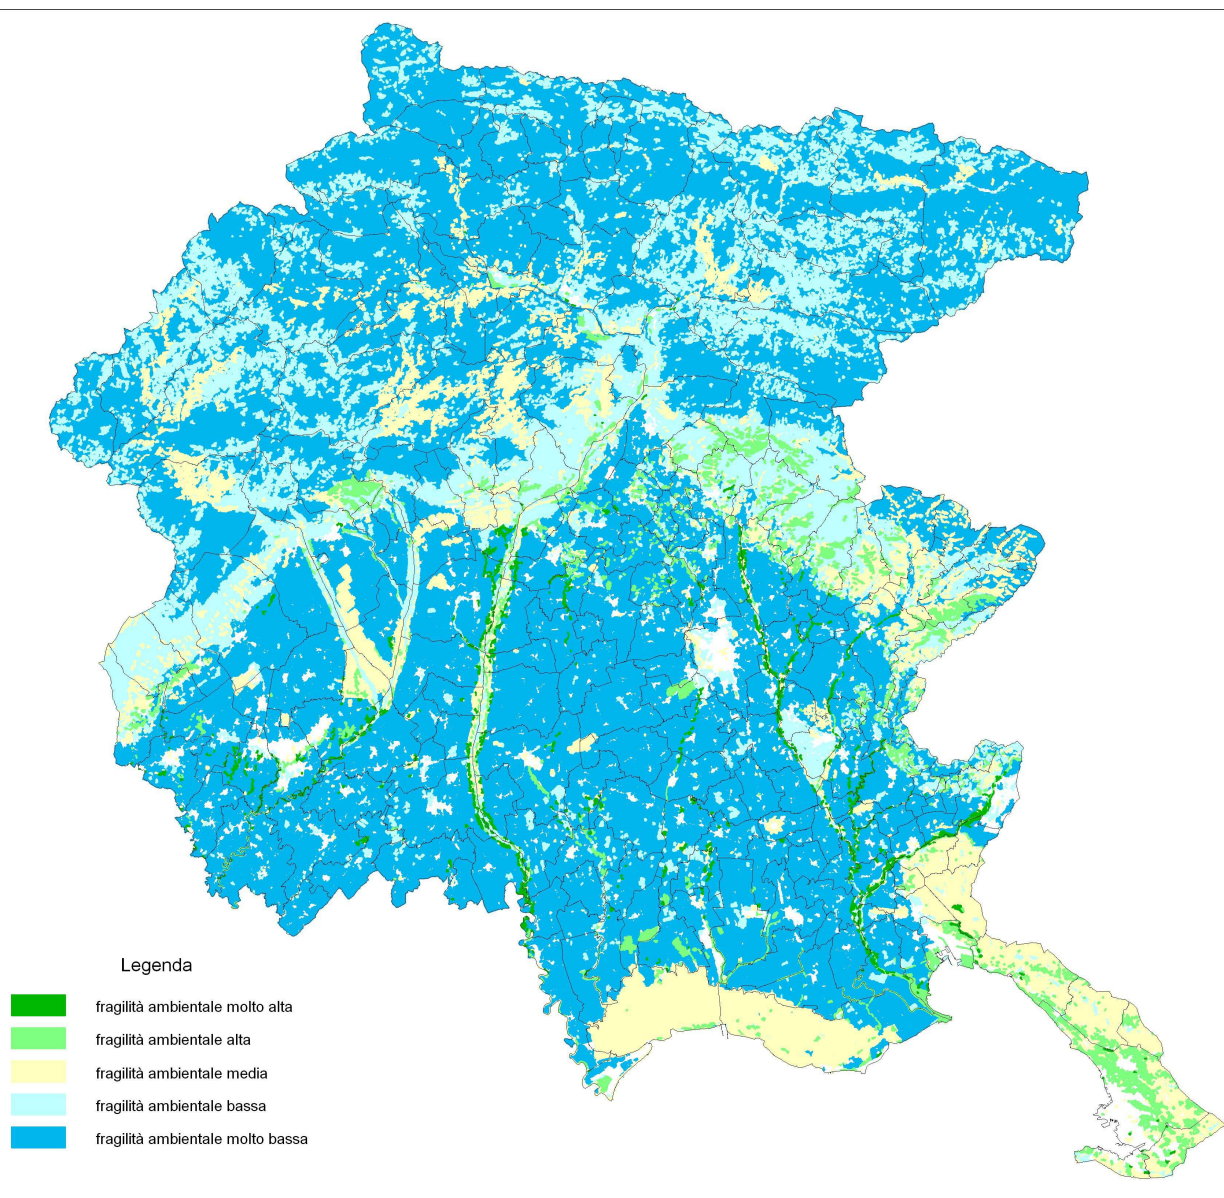 Legenda
fragilità ambientale molto alta
fragilità ambientale alta
fragilità ambientale media
fragilità ambientale bassa
fragilità ambientale molto bassa